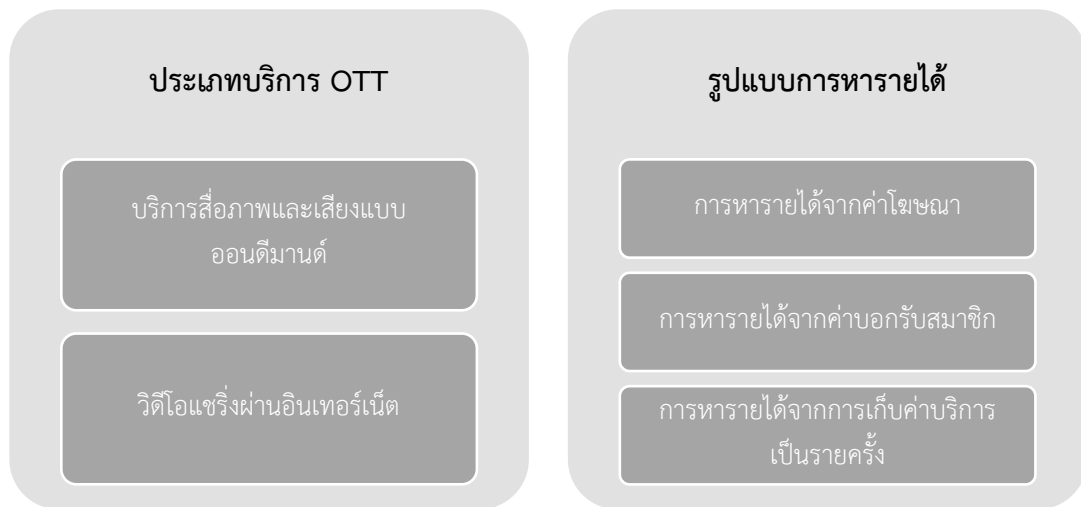 ประเภทบริการ OTT
บริการสื่อภาพและเสียงแบบ
ออนดีมานด์
วิดีโอแชริ่งผ่านอินเทอร์เน็ต
รูปแบบการหารายได้
การหารายได้จากค่าโฆษณา
การหารายได้จากค่าบอกรับสมาชิก
การหารายได้จากการเก็บค่าบริการ
เป็นรายครั้ง